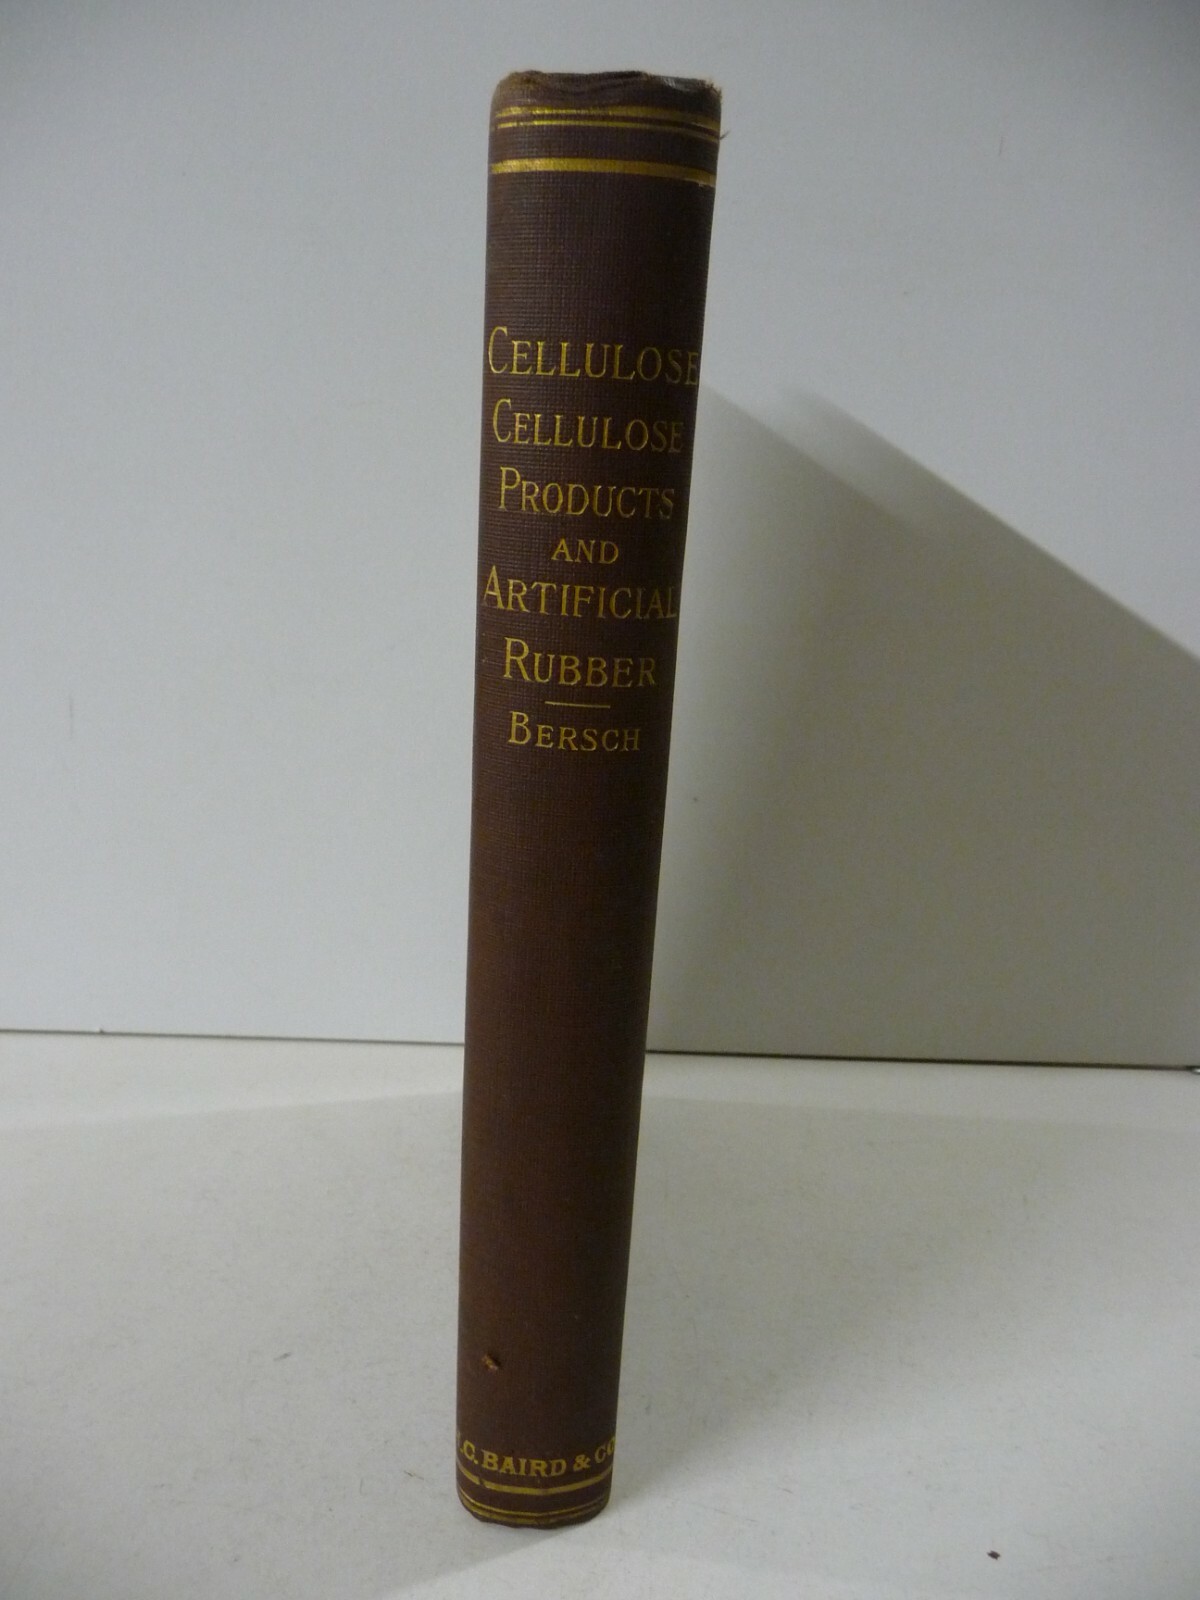 CELLULOSE
CELLULOSE
PRODUCTS
AND
ARTIFICIAL
RUBBER
BERSCH
.C. BAIRD & CO